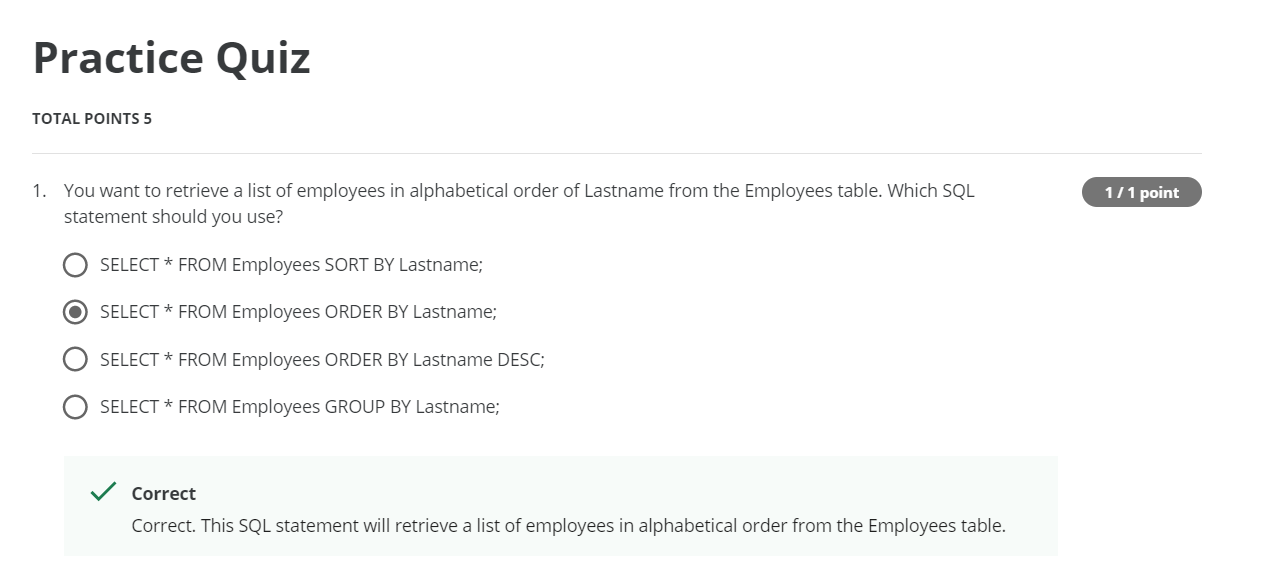 Practice Quiz
TOTAL POINTS 5
1. You want to retrieve a list of employees in alphabetical order of Lastname from the Employees table. Which SQL
statement should you use?
1 / 1 point
SELECT * FROM Employees SORT BY Lastname;
SELECT * FROM Employees ORDER BY Lastname;
SELECT * FROM Employees ORDER BY Lastname DESC;
SELECT * FROM Employees GROUP BY Lastname;
Correct
Correct. This SQL statement will retrieve a list of employees in alphabetical order from the Employees table.